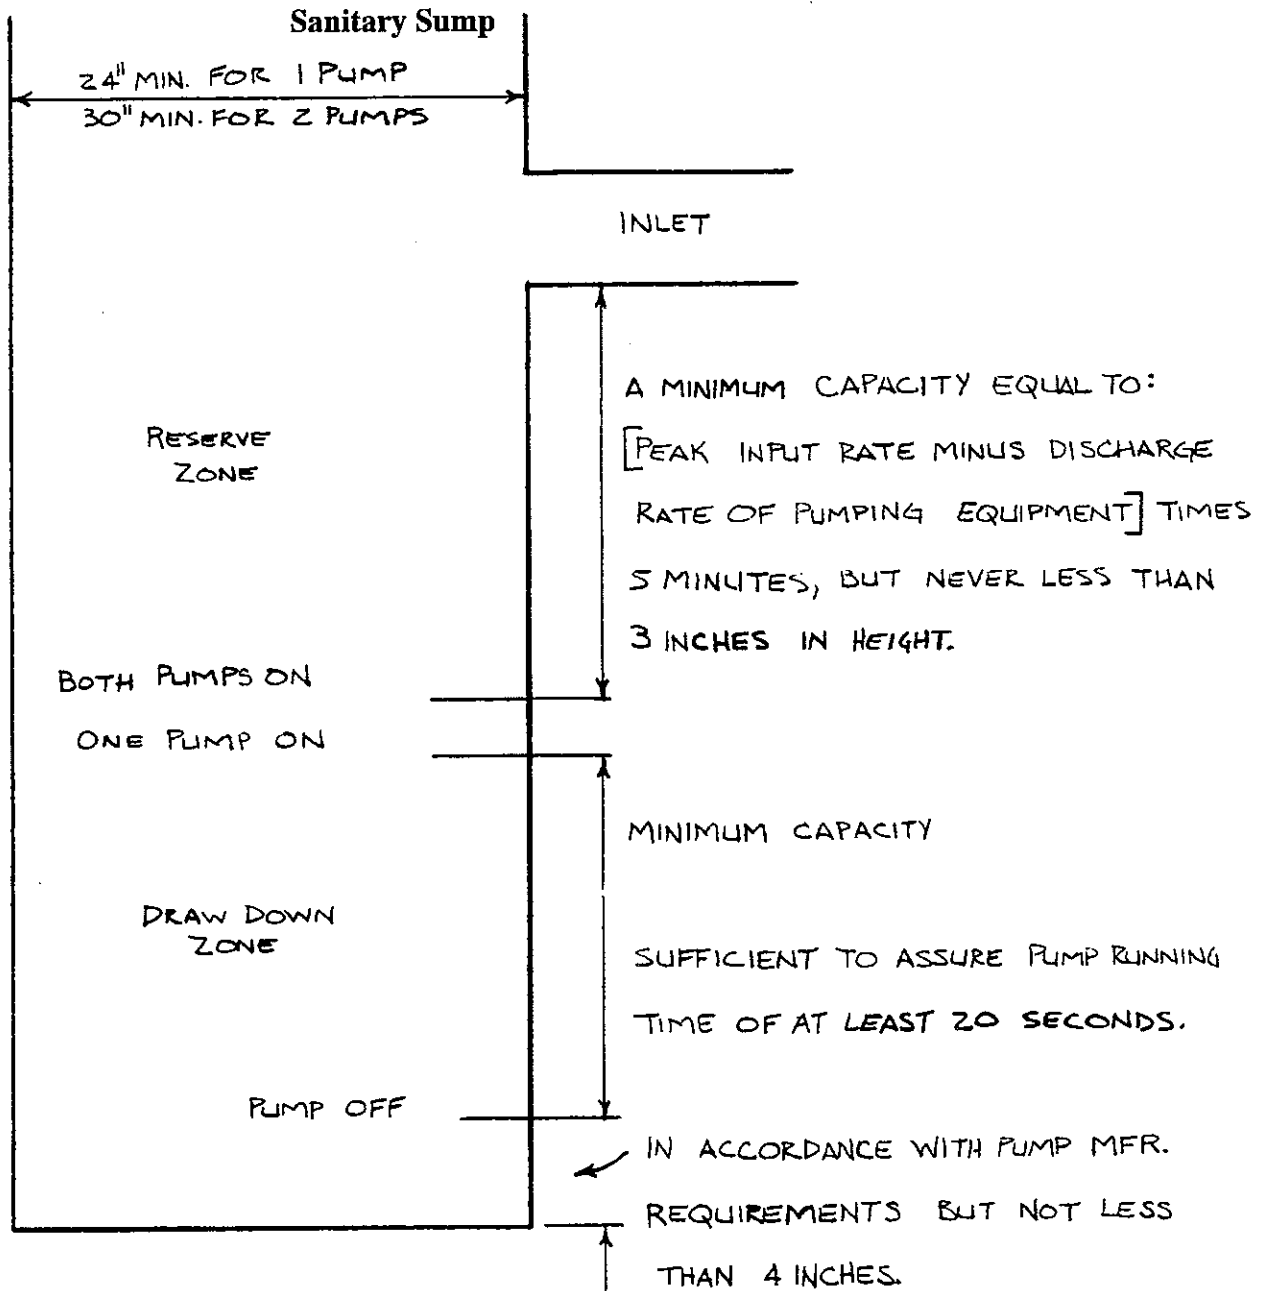 Sanitary Sump
24" MIN. FOR 1 PUMP
30" MIN. FOR 2 PUMPS
INLET
A MINIMUM CAPACITY EQUAL TO:
[PEAK INPUT RATE MINUS DISCHARGE
RATE OF PUMPING EQUIPMENT] TIMES
5 MINUTES, BUT NEVER LESS THAN
3 INCHES IN HEIGHT.
RESERVE
ZONE
BOTH PUMPS ON
ONE PUMP ON
MINIMUM CAPACITY
SUFFICIENT TO ASSURE PUMP RUNNING
TIME OF AT LEAST 20 SECONDS.
DRAW DOWN
ZONE
PUMP OFF
IN ACCORDANCE WITH PUMP MFR.
REQUIREMENTS BUT NOT LESS
THAN 4 INCHES.